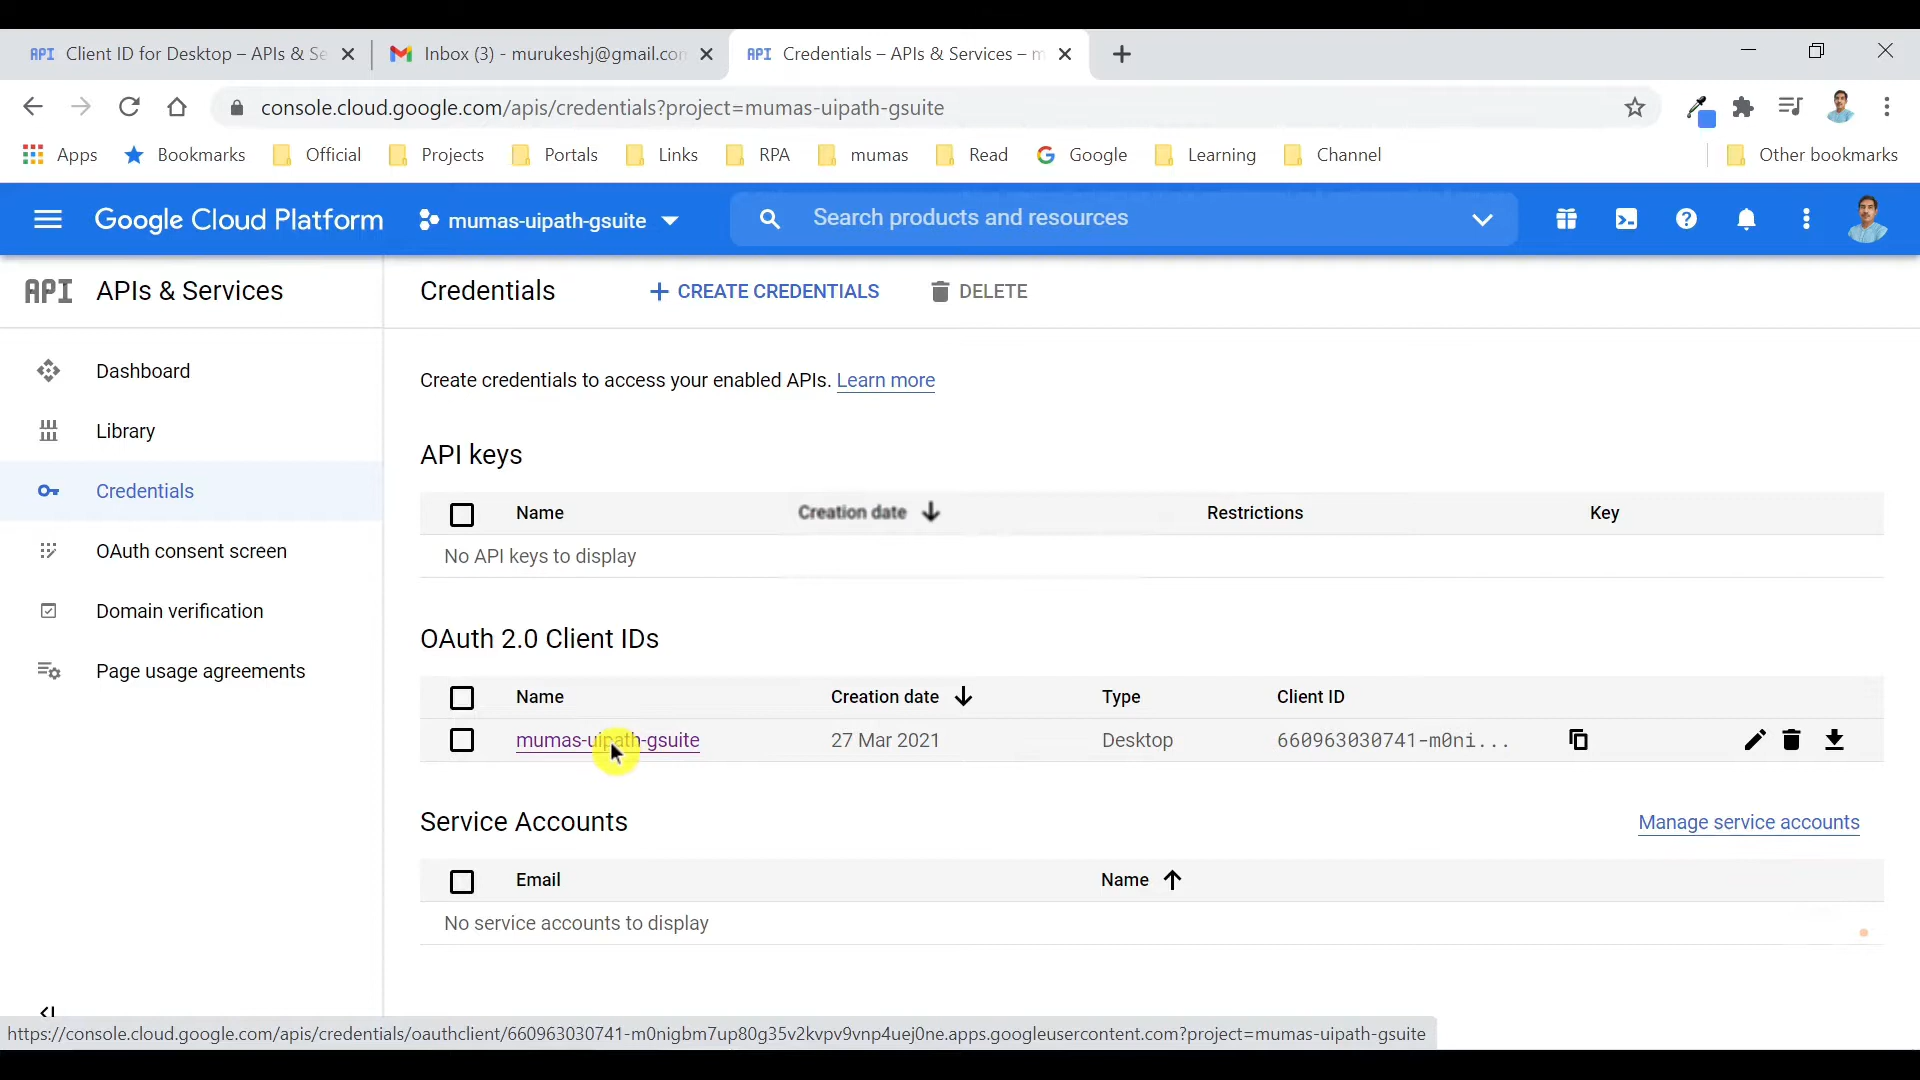 API Client ID for Desktop – APIs & Se
Inbox (3) - murukeshj@gmail.com
API Credentials – APIs & Services – m
console.cloud.google.com/apis/credentials?project=mumas-uipath-gsuite
Apps Bookmarks Official Projects Portals Links RPA mumas Read Google Learning Channel Other bookmarks
Google Cloud Platform mumas-uipath-gsuite Search products and resources
API APIs & Services
Credentials + CREATE CREDENTIALS DELETE
Dashboard
Library
Credentials
OAuth consent screen
Domain verification
Page usage agreements
Create credentials to access your enabled APIs. Learn more
API keys
Name Creation date Restrictions Key
No API keys to display
OAuth 2.0 Client IDs
Name Creation date Type Client ID
mumas-uipath-gsuite 27 Mar 2021 Desktop 660963030741-m0ni...
Service Accounts Manage service accounts
Email Name
No service accounts to display
https://console.cloud.google.com/apis/credentials/oauthclient/660963030741-m0nigbm7up80g35v2kvpv9vnp4uej0ne.apps.googleusercontent.com?project=mumas-uipath-gsuite